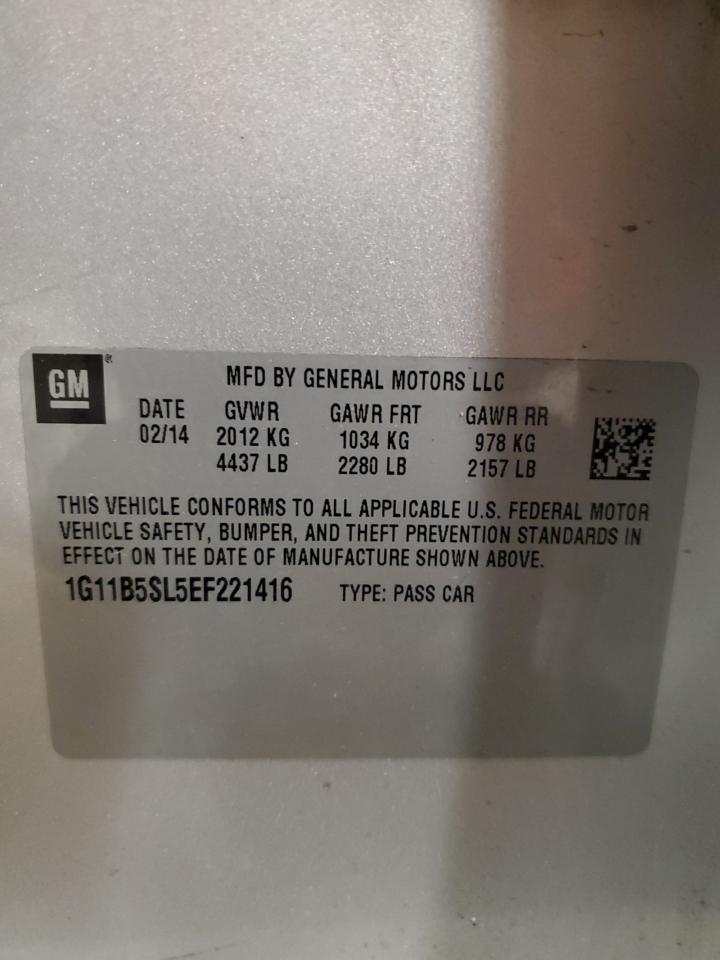 GM®
MFD BY GENERAL MOTORS LLC
DATE GVWR GAWR FRT GAWR RR
02/14 2012 KG 1034 KG 978 KG
4437 LB 2280 LB 2157 LB
THIS VEHICLE CONFORMS TO ALL APPLICABLE U.S. FEDERAL MOTOR
VEHICLE SAFETY, BUMPER, AND THEFT PREVENTION STANDARDS IN
EFFECT ON THE DATE OF MANUFACTURE SHOWN ABOVE.
1G11B5SL5EF221416 TYPE: PASS CAR